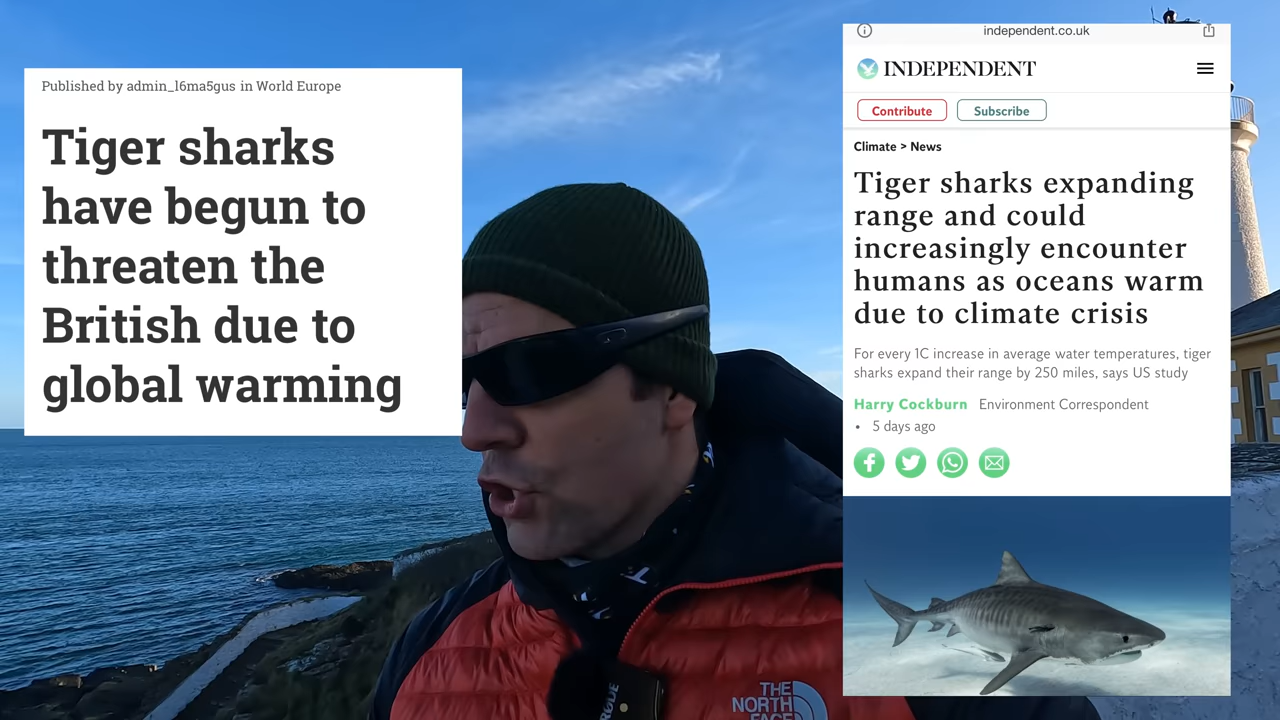 Published by admin_l6ma5gus in World Europe
Tiger sharks
have begun to
threaten the
British due to
global warming
independent.co.uk
INDEPENDENT
Contribute
Subscribe
Climate > News
Tiger sharks expanding
range and could
increasingly encounter
humans as oceans warm
due to climate crisis
For every 1C increase in average water temperatures, tiger
sharks expand their range by 250 miles, says US study
Harry Cockburn Environment Correspondent
• 5 days ago
RØDE
THE
NORTH
FACE